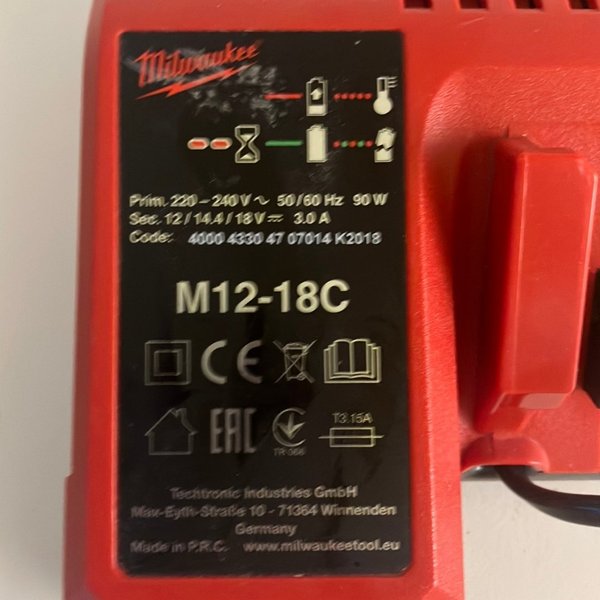 Milwaukee
Prim. 220 – 240 V ∿ 50/60 Hz 90 W
Sec. 12 / 14.4 / 18 V ⎓ 3.0 A
Code: 4000 4330 47 07014 K2018
M12-18C
CE
EAC
TR 066
T3.15A
Techtronic Industries GmbH
Max-Eyth-Straße 10 - 71364 Winnenden
Germany
Made in P.R.C. www.milwaukeetool.eu